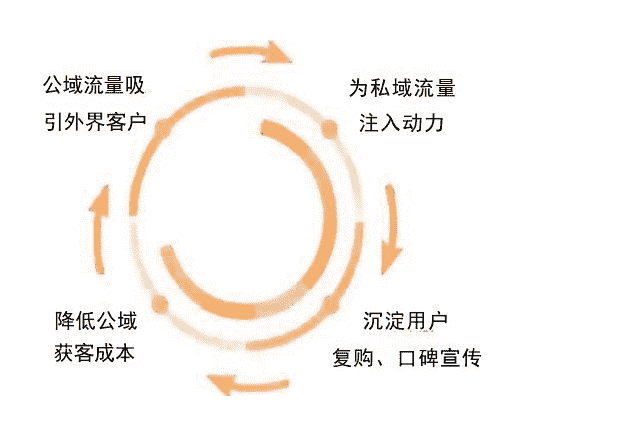 公域流量吸
引外界客户
为私域流量
注入动力
沉淀用户
复购、口碑宣传
降低公域
获客成本